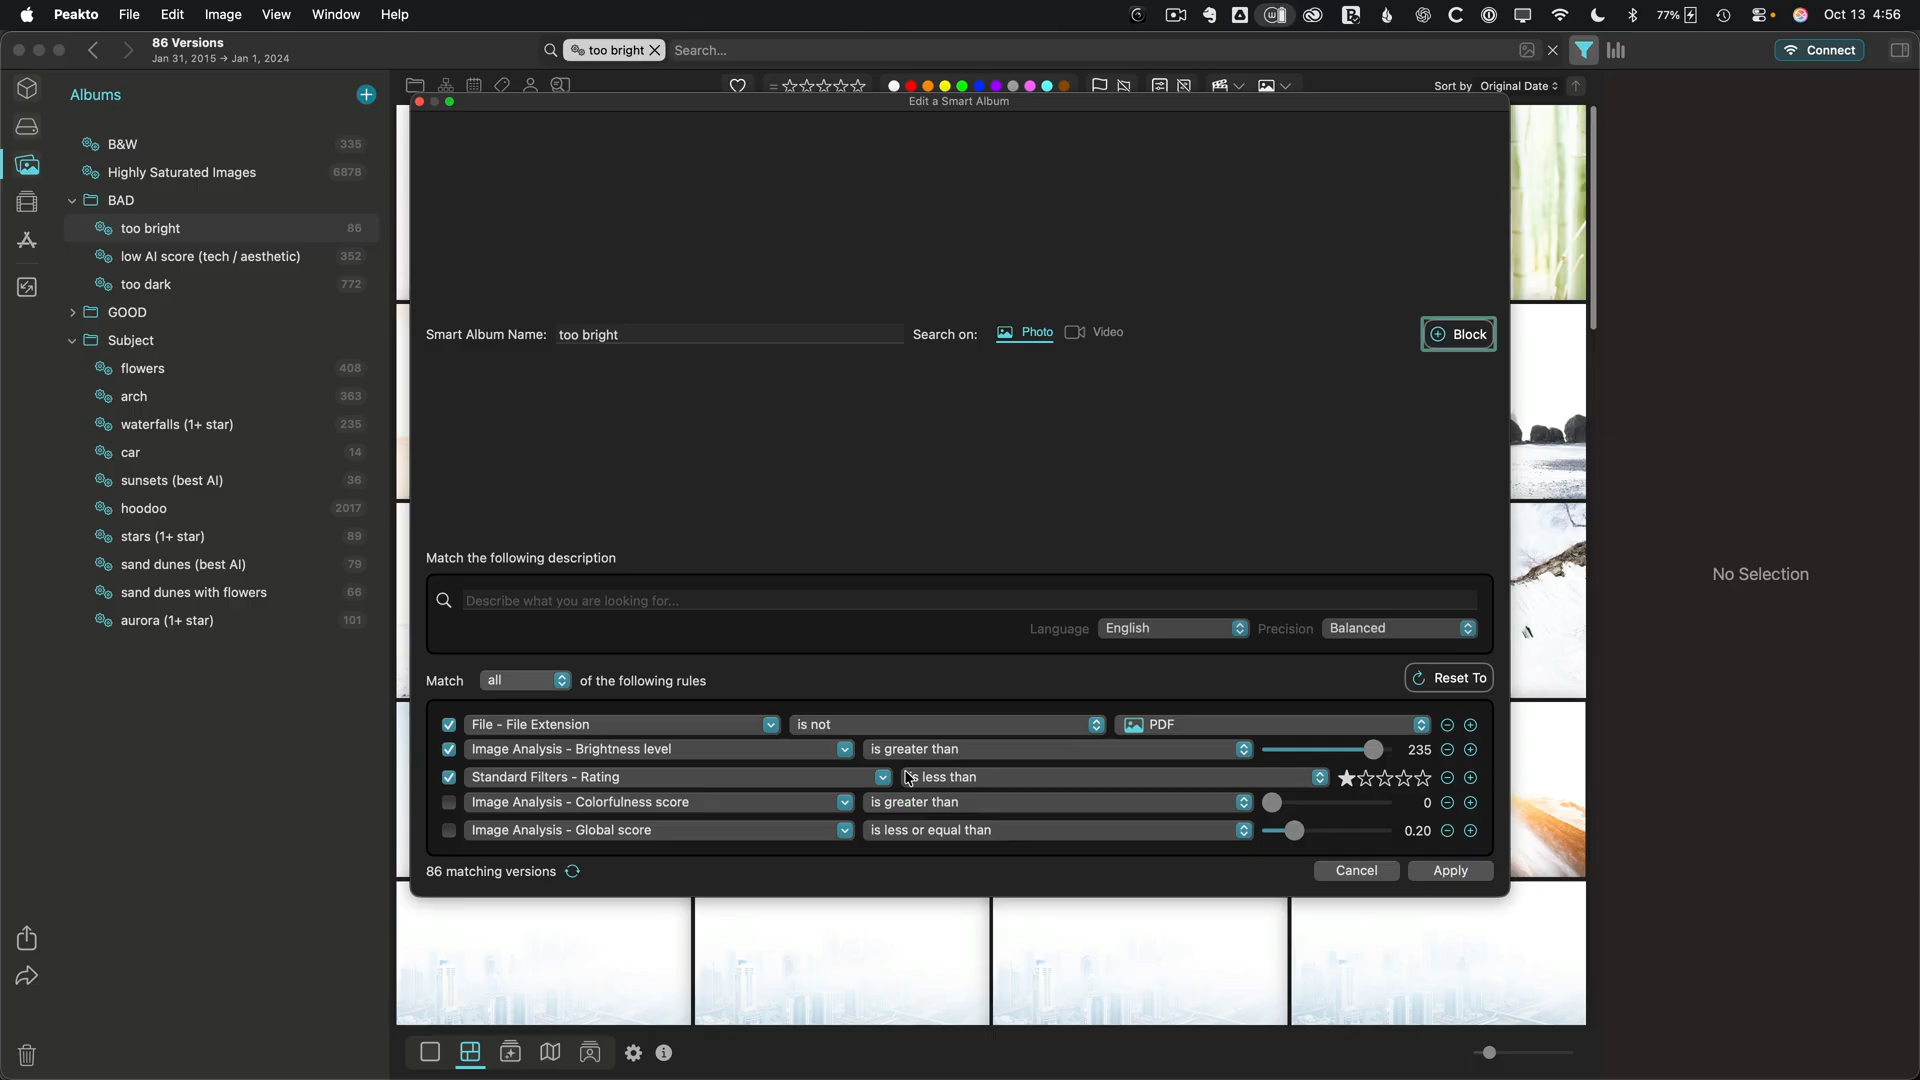 Peakto File Edit Image View Window Help
77% Oct 13 4:56
86 Versions
Jan 31, 2015 → Jan 1, 2024
too bright Search...
Connect
Albums
Sort by Original Date
Edit a Smart Album
B&W 335
Highly Saturated Images 6878
BAD
too bright 86
low AI score (tech / aesthetic) 352
too dark 772
GOOD
Subject
flowers 408
arch 363
waterfalls (1+ star) 235
car 14
sunsets (best AI) 36
hoodoo 2017
stars (1+ star) 89
sand dunes (best AI) 79
sand dunes with flowers 66
aurora (1+ star) 101
Smart Album Name: too bright Search on: Photo Video Block
Match the following description
Describe what you are looking for...
Language English Precision Balanced
Match all of the following rules Reset To
File - File Extension is not PDF
Image Analysis - Brightness level is greater than 235
Standard Filters - Rating is less than
Image Analysis - Colorfulness score is greater than 0
Image Analysis - Global score is less or equal than 0.20
86 matching versions Cancel Apply
No Selection